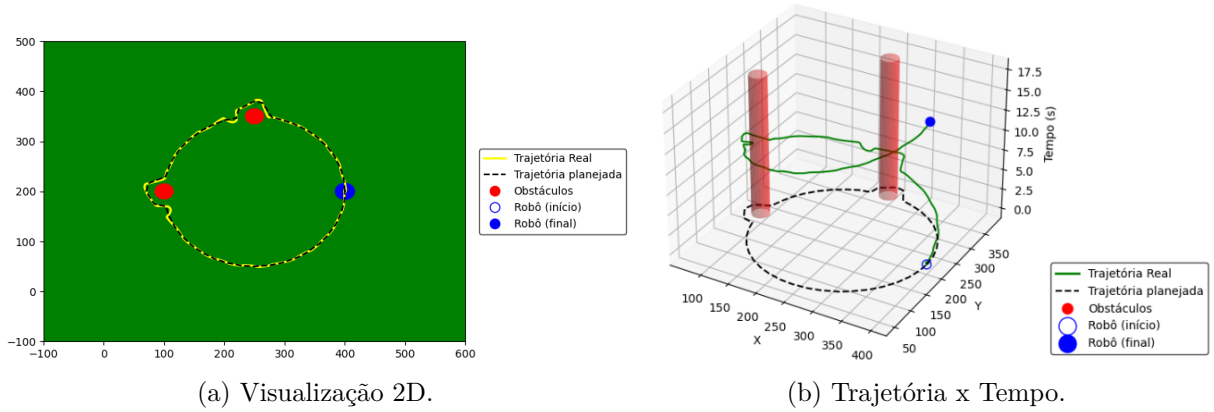 500
400
300
200
100
0
−100
−100 0 100 200 300 400 500 600
Trajetória Real
Trajetória planejada
Obstáculos
Robô (início)
Robô (final)
(a) Visualização 2D.
17.5
15.0
12.5
10.0
7.5
5.0
2.5
0.0
Tempo (s)
350
300
250
200
150
100
50
Y
100
150
200
250
300
350
400
X
Trajetória Real
Trajetória planejada
Obstáculos
Robô (início)
Robô (final)
(b) Trajetória x Tempo.